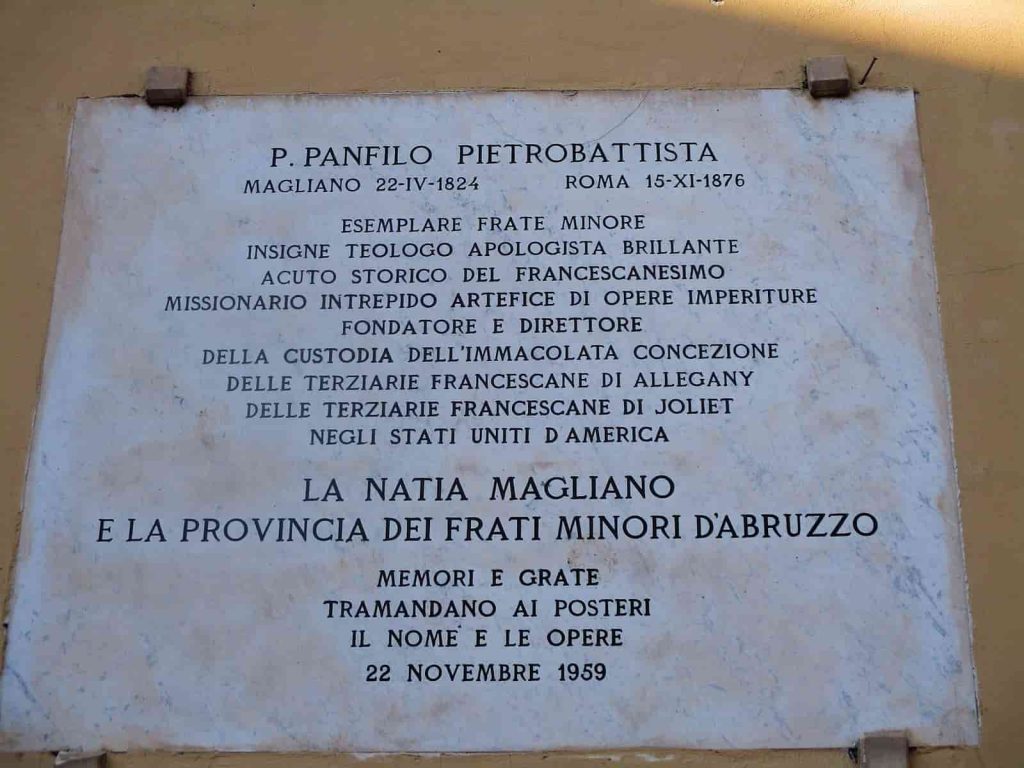 P. PANFILO PIETROBATTISTA
MAGLIANO 22-IV-1824 ROMA 15-XI-1876
ESEMPLARE FRATE MINORE
INSIGNE TEOLOGO APOLOGISTA BRILLANTE
ACUTO STORICO DEL FRANCESCANESIMO
MISSIONARIO INTREPIDO ARTEFICE DI OPERE IMPERITURE
FONDATORE E DIRETTORE
DELLA CUSTODIA DELL'IMMACOLATA CONCEZIONE
DELLE TERZIARIE FRANCESCANE DI ALLEGANY
DELLE TERZIARIE FRANCESCANE DI JOLIET
NEGLI STATI UNITI D'AMERICA
LA NATIA MAGLIANO
E LA PROVINCIA DEI FRATI MINORI D'ABRUZZO
MEMORI E GRATE
TRAMANDANO AI POSTERI
IL NOME E LE OPERE
22 NOVEMBRE 1959